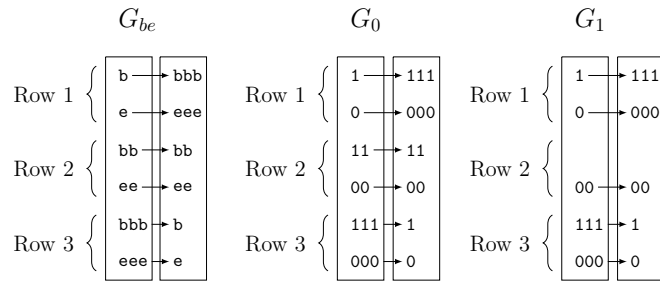 G_be G_0 G_1
Row 1 b → bbb Row 1 1 → 111 Row 1 1 → 111
e → eee 0 → 000 0 → 000
Row 2 bb → bb Row 2 11 → 11 Row 2
ee → ee 00 → 00 00 → 00
Row 3 bbb → b Row 3 111 → 1 Row 3 111 → 1
eee → e 000 → 0 000 → 0